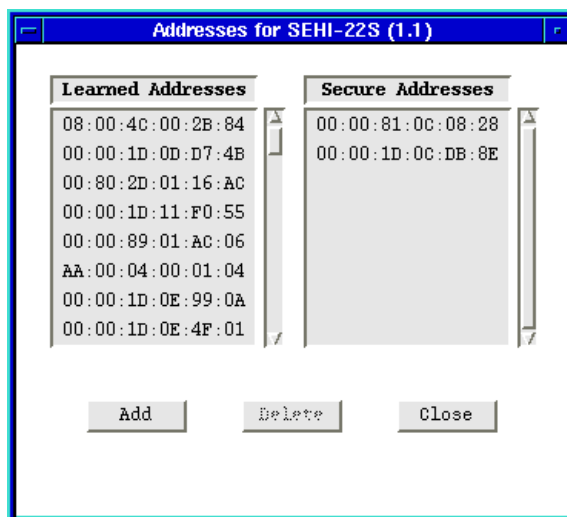 Addresses for SEHI-22S (1.1)
Learned Addresses
08:00:4C:00:2B:84
00:00:1D:0D:D7:4B
00:80:2D:01:16:AC
00:00:1D:11:F0:55
00:00:89:01:AC:06
AA:00:04:00:01:04
00:00:1D:0E:99:0A
00:00:1D:0E:4F:01
Secure Addresses
00:00:81:0C:08:28
00:00:1D:0C:DB:8E
Add
Delete
Close